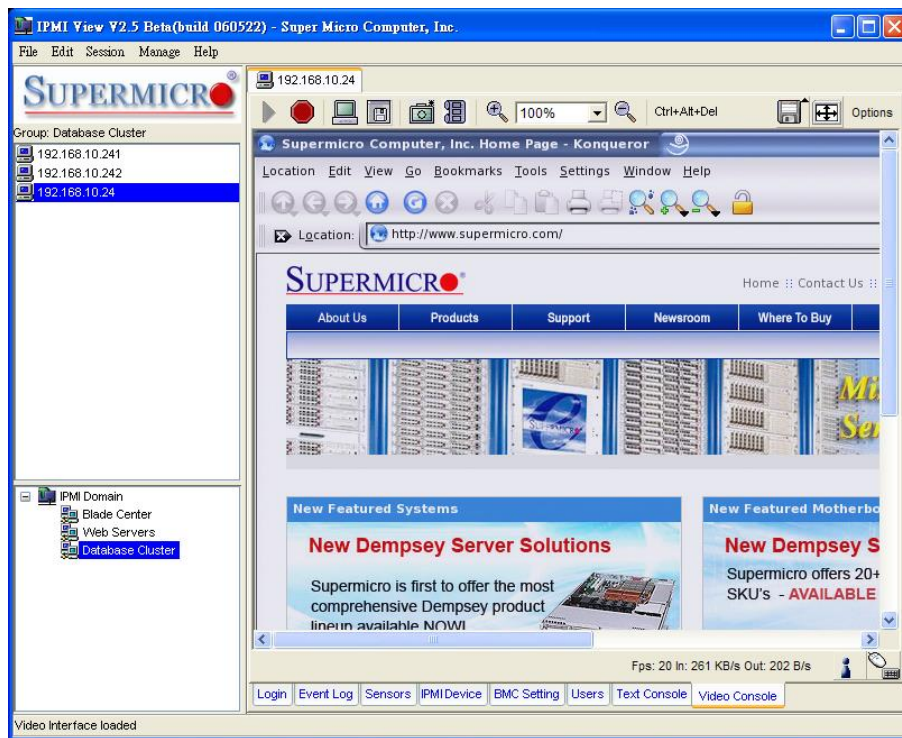 IPMI View V2.5 Beta(build 060522) - Super Micro Computer, Inc.
File Edit Session Manage Help
SUPERMICRO®
Group: Database Cluster
192.168.10.241
192.168.10.242
192.168.10.24
IPMI Domain
Blade Center
Web Servers
Database Cluster
192.168.10.24
100% Ctrl+Alt+Del Options
Supermicro Computer, Inc. Home Page - Konqueror
Location Edit View Go Bookmarks Tools Settings Window Help
Location: http://www.supermicro.com/
SUPERMICRO®
Home :: Contact Us ::
About Us Products Support Newsroom Where To Buy
SUPERMICRO
Mi
Ser
New Featured Systems
New Dempsey Server Solutions
Supermicro is first to offer the most
comprehensive Dempsey product
lineup available NOW!
New Featured Motherbo
New Dempsey S
Supermicro offers 20+
SKU's - AVAILABLE
Fps: 20 In: 261 KB/s Out: 202 B/s
Login Event Log Sensors IPMI Device BMC Setting Users Text Console Video Console
Video Interface loaded